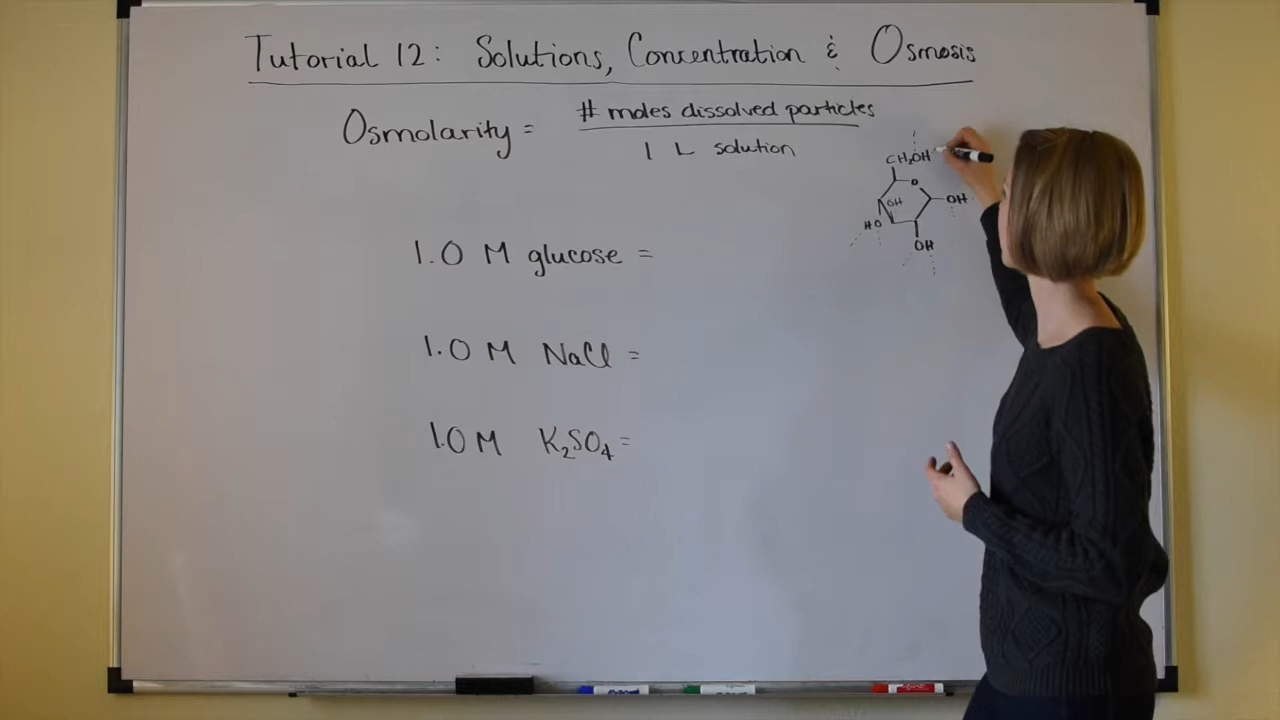 Tutorial 12: Solutions, Concentration & Osmosis
Osmolarity = # moles dissolved particles
1 L solution
CH₂OH
O
OH
OH
HO
OH
1.0 M glucose =
1.0 M NaCl =
1.0 M K₂SO₄ =